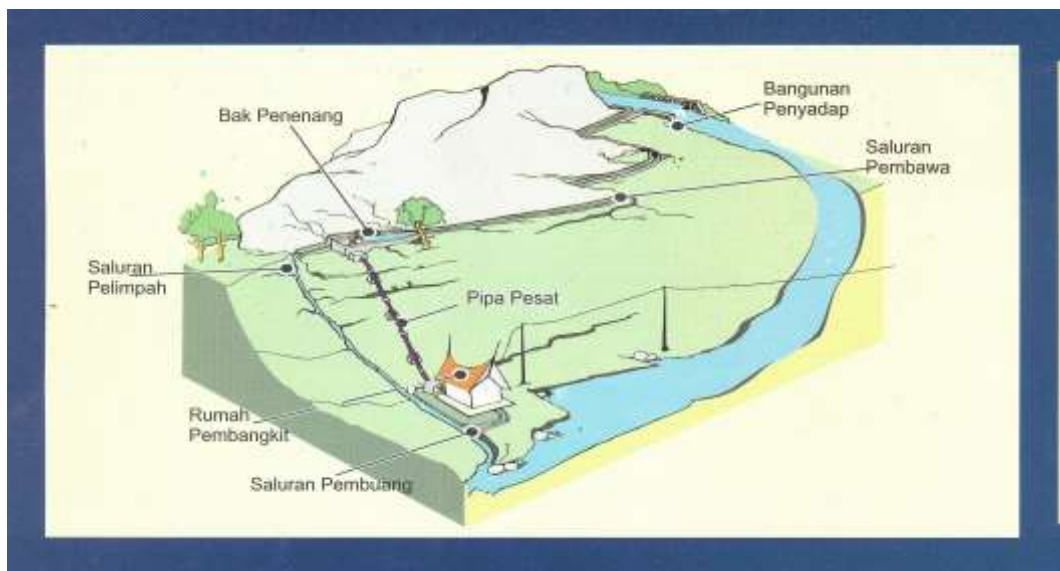 Bangunan
Penyadap
Bak Penenang
Saluran
Pembawa
Saluran
Pelimpah
Pipa Pesat
Rumah
Pembangkit
Saluran Pembuang